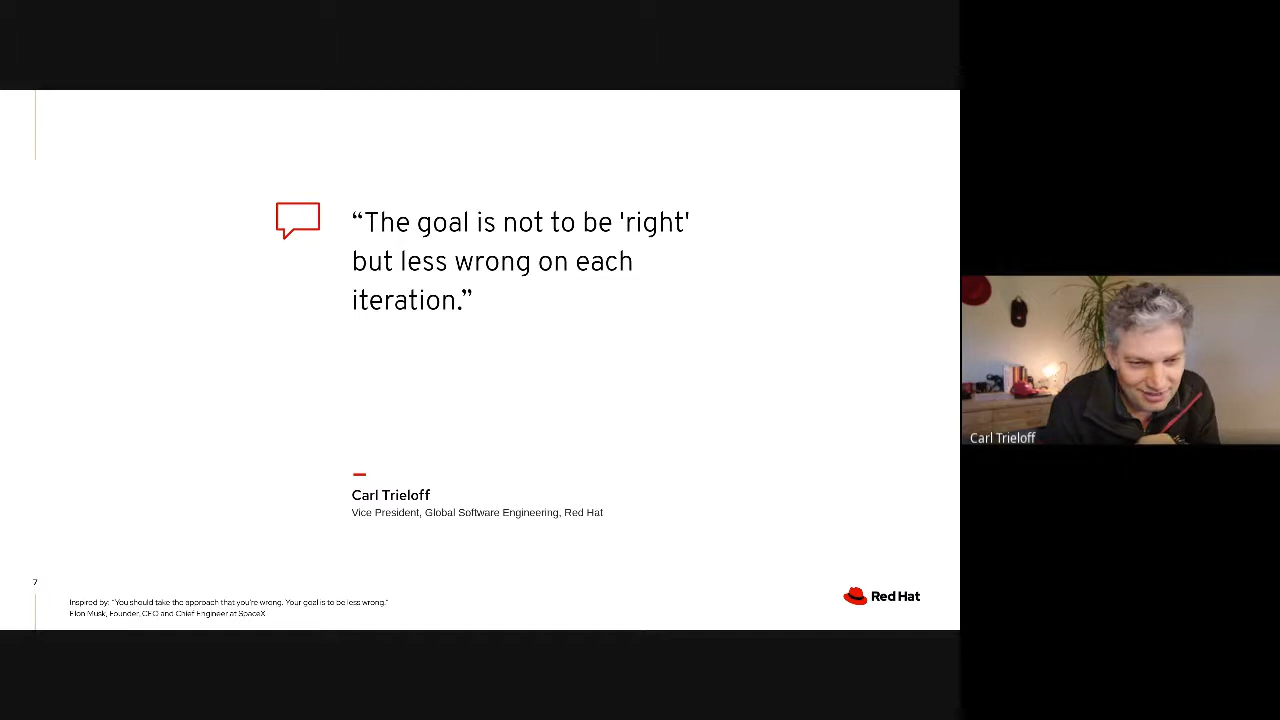 “The goal is not to be 'right'
but less wrong on each
iteration.”
Carl Trieloff
Vice President, Global Software Engineering, Red Hat
7
Inspired by: “You should take the approach that you’re wrong. Your goal is to be less wrong.”
Elon Musk, Founder, CEO and Chief Engineer at SpaceX
Red Hat
Carl Trieloff